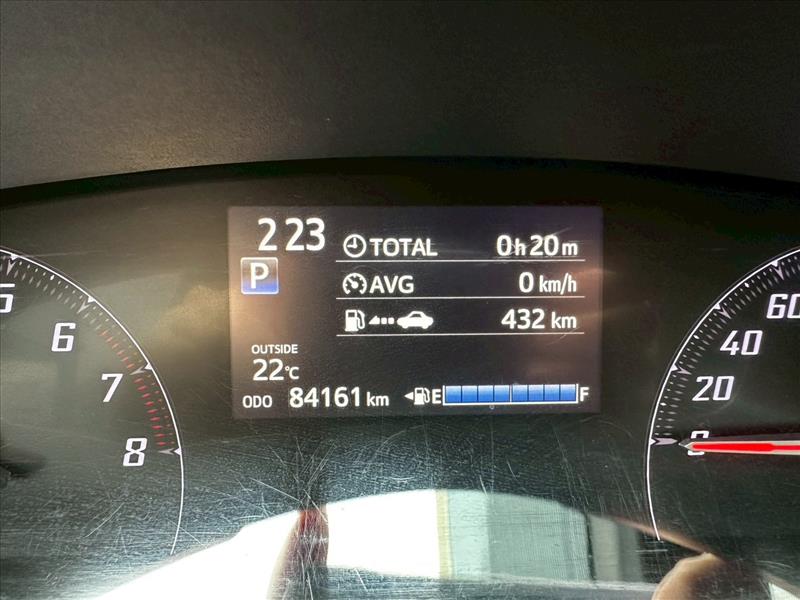 2 23
TOTAL 0h20m
P
AVG 0 km/h
432 km
OUTSIDE
22°C
ODO 84161 km E F
5
6
7
8
60
40
20
0